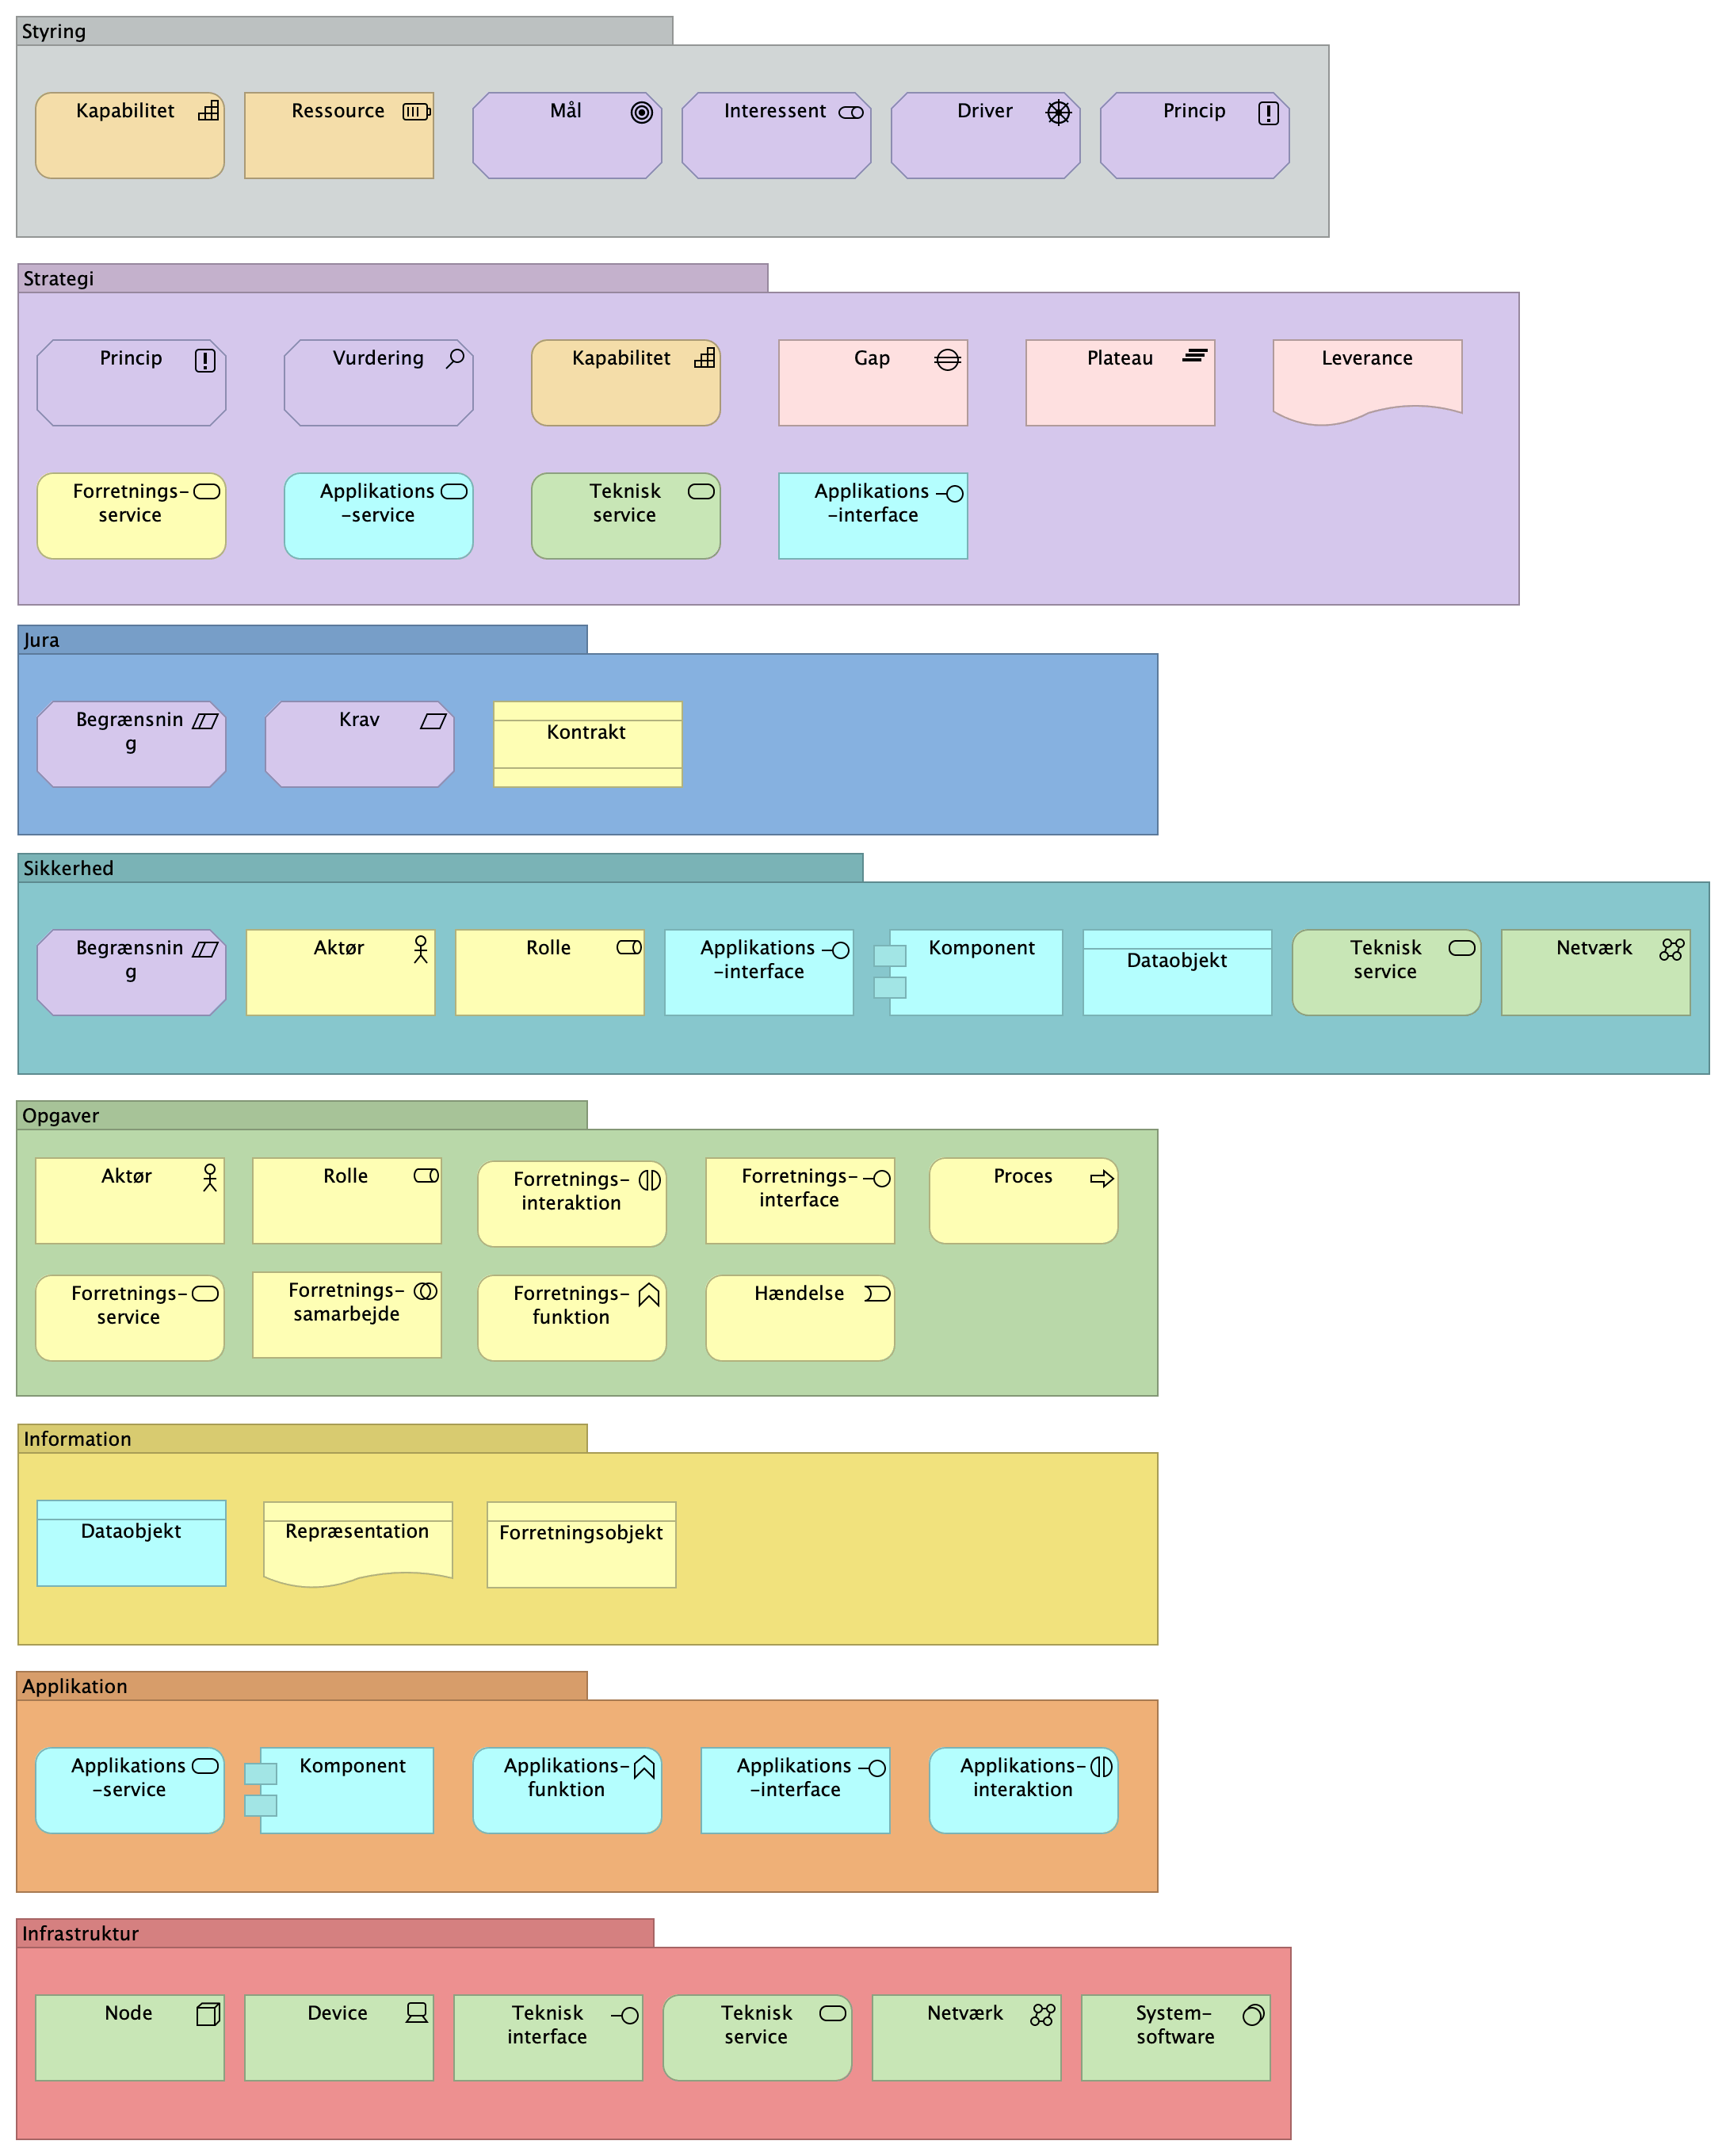 Styring
Kapabilitet
Ressource
Mål
Interessent
Driver
Princip
Strategi
Princip
Vurdering
Kapabilitet
Gap
Plateau
Leverance
Forretnings-
service
Applikations
-service
Teknisk
service
Applikations
-interface
Jura
Begrænsnin
g
Krav
Kontrakt
Sikkerhed
Begrænsnin
g
Aktør
Rolle
Applikations
-interface
Komponent
Dataobjekt
Teknisk
service
Netværk
Opgaver
Aktør
Rolle
Forretnings-
interaktion
Forretnings-
interface
Proces
Forretnings-
service
Forretnings-
samarbejde
Forretnings-
funktion
Hændelse
Information
Dataobjekt
Repræsentation
Forretningsobjekt
Applikation
Applikations
-service
Komponent
Applikations-
funktion
Applikations
-interface
Applikations-
interaktion
Infrastruktur
Node
Device
Teknisk
interface
Teknisk
service
Netværk
System-
software